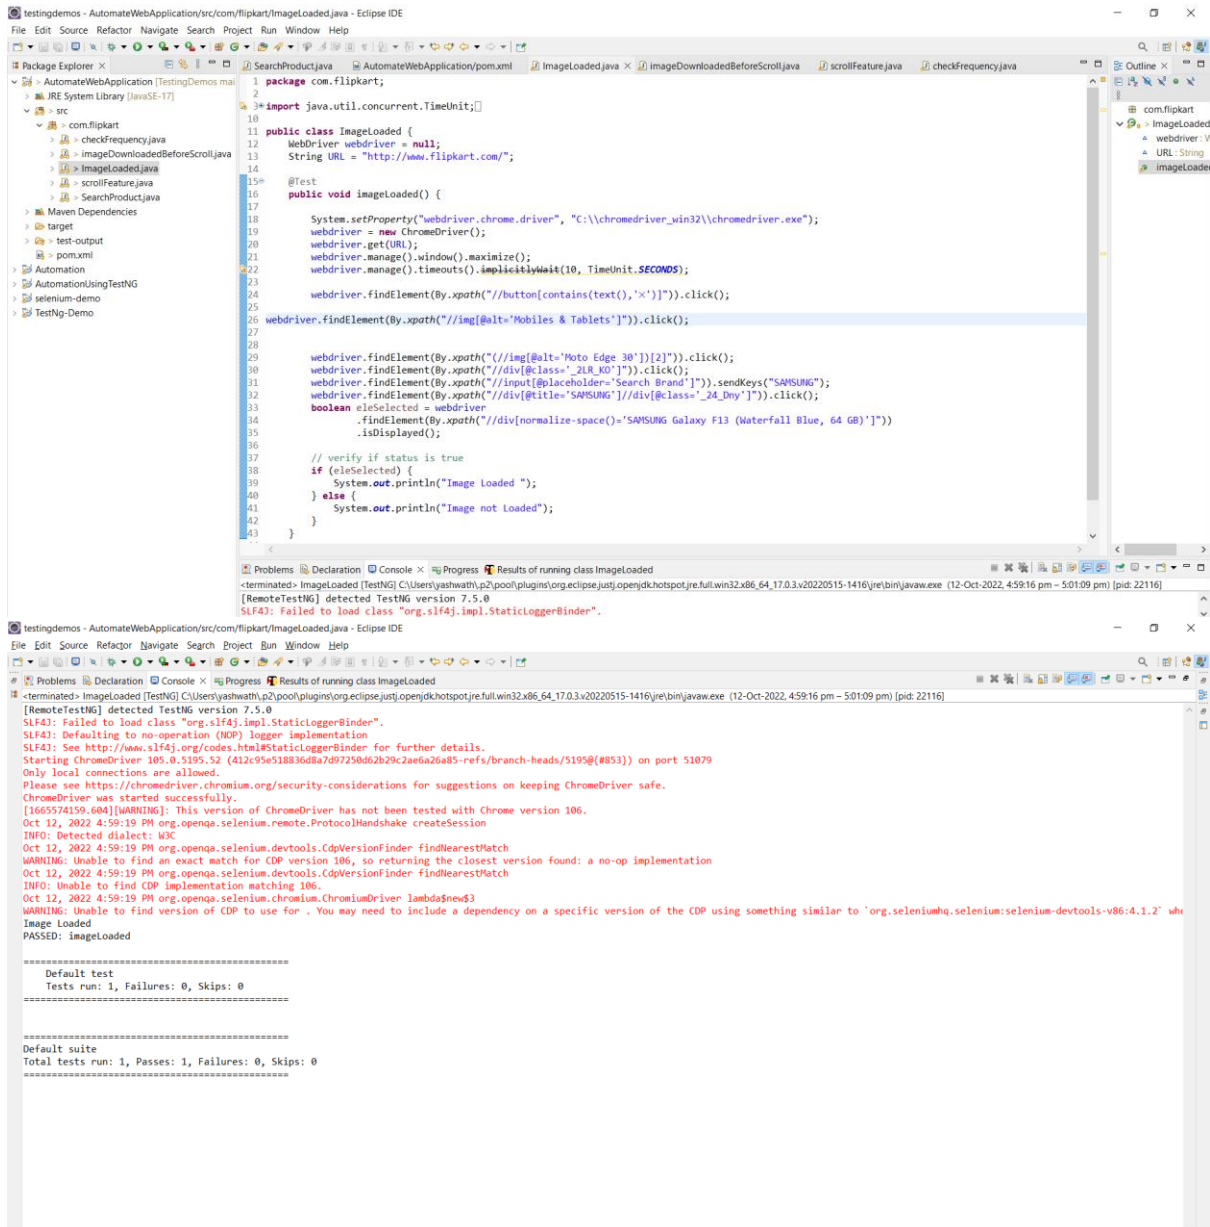 testingdemos - AutomateWebApplication/src/com/flipkart/ImageLoaded.java - Eclipse IDE
File Edit Source Refactor Navigate Search Project Run Window Help
Package Explorer
> AutomateWebApplication [TestingDemos mai
JRE System Library [JavaSE-17]
> src
> com.flipkart
> checkFrequency.java
> imageDownloadedBeforeScroll.java
> ImageLoaded.java
> scrollFeature.java
> SearchProduct.java
Maven Dependencies
target
> test-output
pom.xml
Automation
AutomationUsingTestNG
selenium-demo
TestNg-Demo
SearchProduct.java AutomateWebApplication/pom.xml ImageLoaded.java imageDownloadedBeforeScroll.java scrollFeature.java checkFrequency.java
1 package com.flipkart;
2
3 import java.util.concurrent.TimeUnit;
10
11 public class ImageLoaded {
12 WebDriver webdriver = null;
13 String URL = "http://www.flipkart.com/";
14
15 @Test
16 public void imageLoaded() {
17
18 System.setProperty("webdriver.chrome.driver", "C:\\chromedriver_win32\\chromedriver.exe");
19 webdriver = new ChromeDriver();
20 webdriver.get(URL);
21 webdriver.manage().window().maximize();
22 webdriver.manage().timeouts().implicitlyWait(10, TimeUnit.SECONDS);
23
24 webdriver.findElement(By.xpath("//button[contains(text(),'✕')]")).click();
25
26 webdriver.findElement(By.xpath("//img[@alt='Mobiles & Tablets']")).click();
27
28
29 webdriver.findElement(By.xpath("(//img[@alt='Moto Edge 30'])[2]")).click();
30 webdriver.findElement(By.xpath("//div[@class='_2LR_KO']")).click();
31 webdriver.findElement(By.xpath("//input[@placeholder='Search Brand']")).sendKeys("SAMSUNG");
32 webdriver.findElement(By.xpath("//div[@title='SAMSUNG']//div[@class='_24_Dny']")).click();
33 boolean eleSelected = webdriver
34 .findElement(By.xpath("//div[normalize-space()='SAMSUNG Galaxy F13 (Waterfall Blue, 64 GB)']"))
35 .isDisplayed();
36
37 // verify if status is true
38 if (eleSelected) {
39 System.out.println("Image Loaded ");
40 } else {
41 System.out.println("Image not Loaded");
42 }
43 }
Outline
com.flipkart
> ImageLoaded
webdriver : W
URL : String
imageLoaded
Problems Declaration Console Progress Results of running class ImageLoaded
<terminated> ImageLoaded [TestNG] C:\Users\yashwath\.p2\pool\plugins\org.eclipse.justj.openjdk.hotspot.jre.full.win32.x86_64_17.0.3.v20220515-1416\jre\bin\javaw.exe (12-Oct-2022, 4:59:16 pm – 5:01:09 pm) [pid: 22116]
[RemoteTestNG] detected TestNG version 7.5.0
SLF4J: Failed to load class "org.slf4j.impl.StaticLoggerBinder".
testingdemos - AutomateWebApplication/src/com/flipkart/ImageLoaded.java - Eclipse IDE
File Edit Source Refactor Navigate Search Project Run Window Help
Problems Declaration Console Progress Results of running class ImageLoaded
<terminated> ImageLoaded [TestNG] C:\Users\yashwath\.p2\pool\plugins\org.eclipse.justj.openjdk.hotspot.jre.full.win32.x86_64_17.0.3.v20220515-1416\jre\bin\javaw.exe (12-Oct-2022, 4:59:16 pm – 5:01:09 pm) [pid: 22116]
[RemoteTestNG] detected TestNG version 7.5.0
SLF4J: Failed to load class "org.slf4j.impl.StaticLoggerBinder".
SLF4J: Defaulting to no-operation (NOP) logger implementation
SLF4J: See http://www.slf4j.org/codes.html#StaticLoggerBinder for further details.
Starting ChromeDriver 105.0.5195.52 (412c95e518836d8a7d97250d62b29c2ae6a26a85-refs/branch-heads/5195@{#853}) on port 51079
Only local connections are allowed.
Please see https://chromedriver.chromium.org/security-considerations for suggestions on keeping ChromeDriver safe.
ChromeDriver was started successfully.
[1665574159.604][WARNING]: This version of ChromeDriver has not been tested with Chrome version 106.
Oct 12, 2022 4:59:19 PM org.openqa.selenium.remote.ProtocolHandshake createSession
INFO: Detected dialect: W3C
Oct 12, 2022 4:59:19 PM org.openqa.selenium.devtools.CdpVersionFinder findNearestMatch
WARNING: Unable to find an exact match for CDP version 106, so returning the closest version found: a no-op implementation
Oct 12, 2022 4:59:19 PM org.openqa.selenium.devtools.CdpVersionFinder findNearestMatch
INFO: Unable to find CDP implementation matching 106.
Oct 12, 2022 4:59:19 PM org.openqa.selenium.chromium.ChromiumDriver lambda$new$3
WARNING: Unable to find version of CDP to use for . You may need to include a dependency on a specific version of the CDP using something similar to `org.seleniumhq.selenium:selenium-devtools-v86:4.1.2` whe
Image Loaded
PASSED: imageLoaded
===============================================
Default test
Tests run: 1, Failures: 0, Skips: 0
===============================================
===============================================
Default suite
Total tests run: 1, Passes: 1, Failures: 0, Skips: 0
===============================================